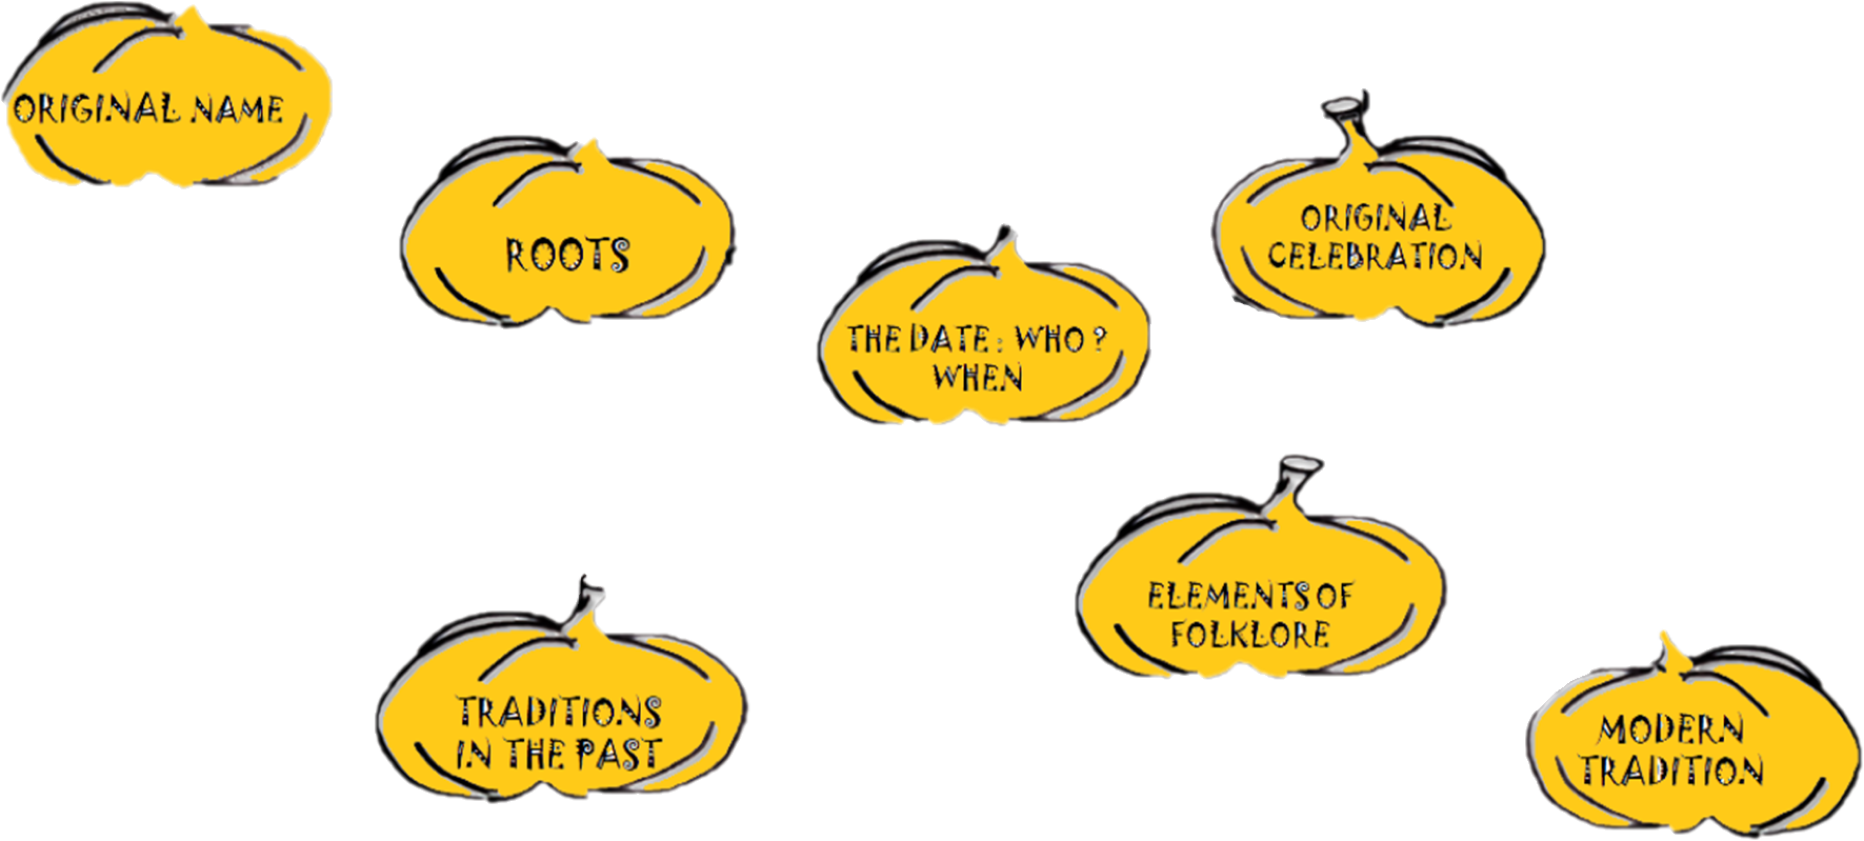 ORIGINAL NAME
ROOTS
ORIGINAL
CELEBRATION
THE DATE: WHO?
WHEN
ELEMENTS OF
FOLKLORE
TRADITIONS
IN THE PAST
MODERN
TRADITION